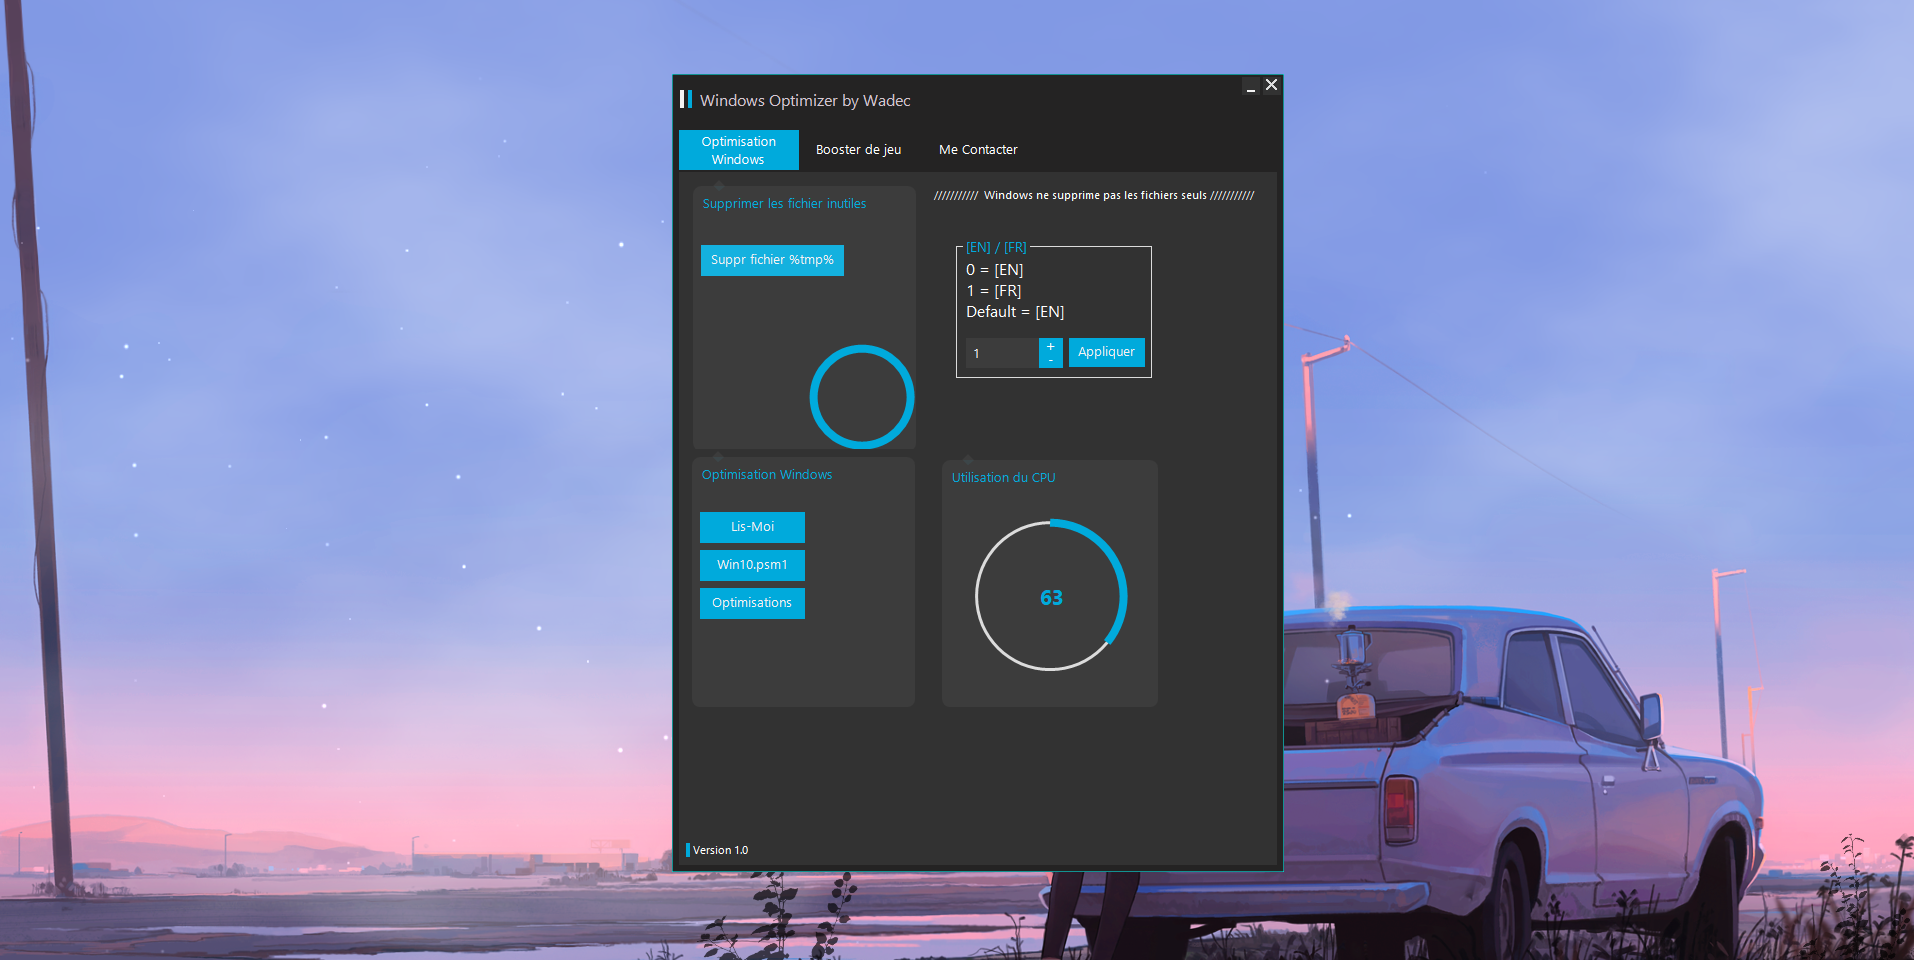 Windows Optimizer by Wadec
Optimisation
Windows
Booster de jeu
Me Contacter
Supprimer les fichier inutiles
Suppr fichier %tmp%
/////////// Windows ne supprime pas les fichiers seuls ///////////
[EN] / [FR]
0 = [EN]
1 = [FR]
Default = [EN]
1
+
-
Appliquer
Optimisation Windows
Lis-Moi
Win10.psm1
Optimisations
Utilisation du CPU
63
Version 1.0